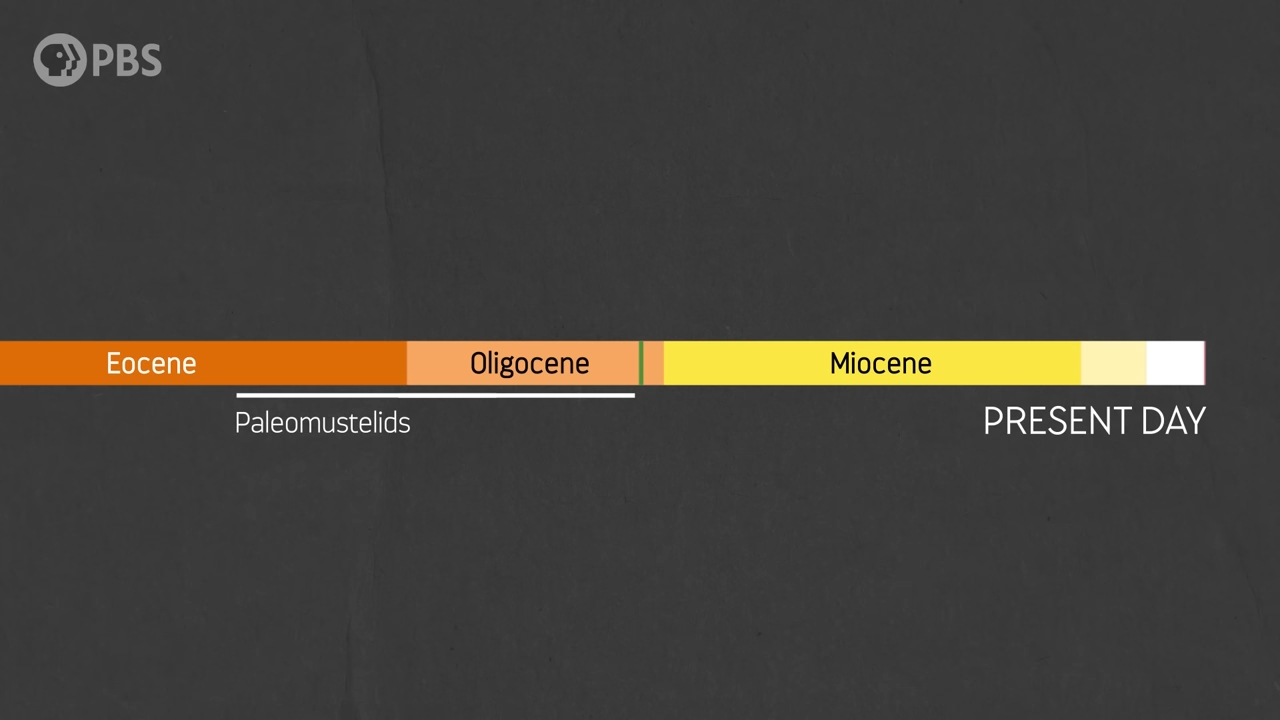 PBS
Eocene
Oligocene
Miocene
Paleomustelids
PRESENT DAY